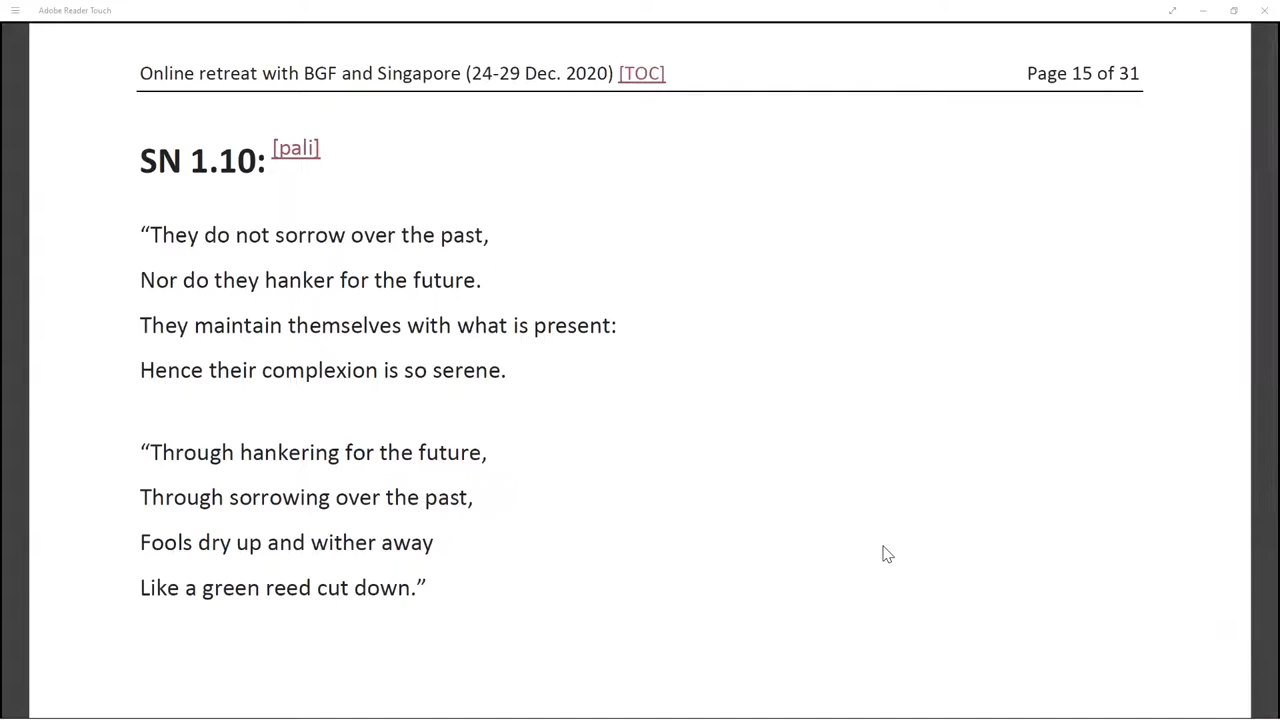 Adobe Reader Touch
Online retreat with BGF and Singapore (24-29 Dec. 2020) [TOC] Page 15 of 31
SN 1.10: [pali]
“They do not sorrow over the past,
Nor do they hanker for the future.
They maintain themselves with what is present:
Hence their complexion is so serene.
“Through hankering for the future,
Through sorrowing over the past,
Fools dry up and wither away
Like a green reed cut down.”